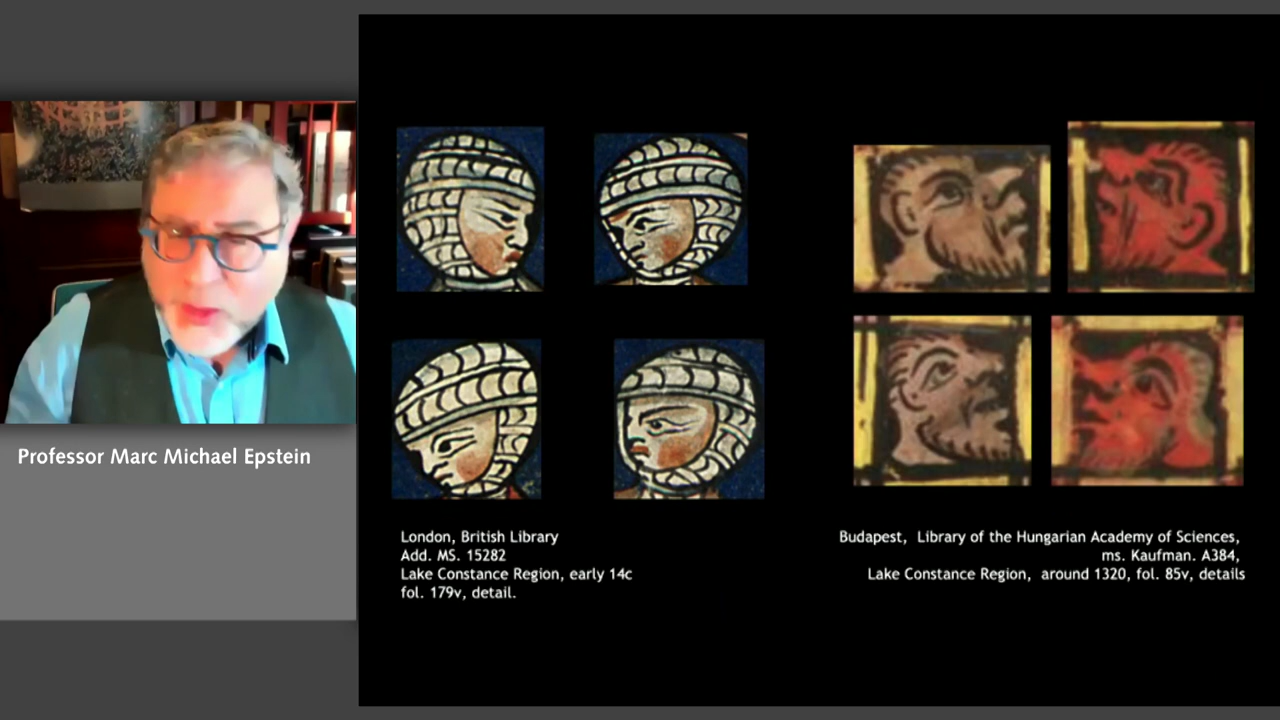 Professor Marc Michael Epstein
London, British Library
Add. MS. 15282
Lake Constance Region, early 14c
fol. 179v, detail.
Budapest,  Library of the Hungarian Academy of Sciences,
ms. Kaufman. A384,
Lake Constance Region,  around 1320, fol. 85v, details